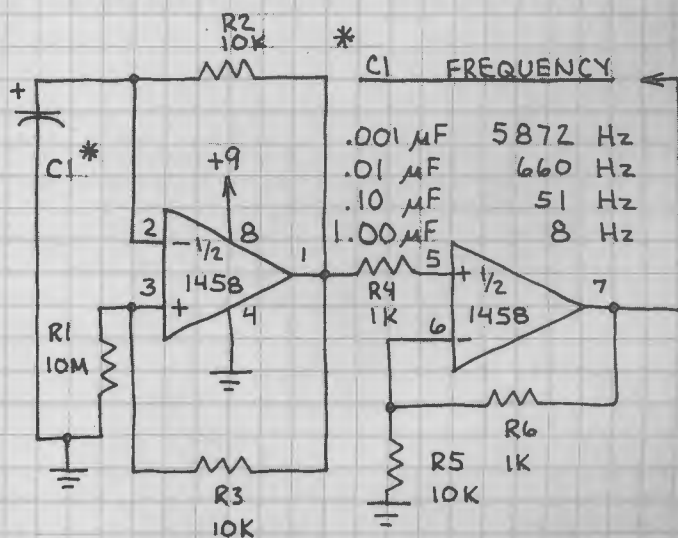 R2
10K
*
C1 FREQUENCY
+
C1 *
.001 µF 5872 Hz
.01 µF 660 Hz
.10 µF 51 Hz
1.00 µF 8 Hz
+9
2
-
1/2
8
1458
1
3
+
4
R1
10M
R4
1K
5
+
1/2
1458
7
6
-
R3
10K
R5
10K
R6
1K